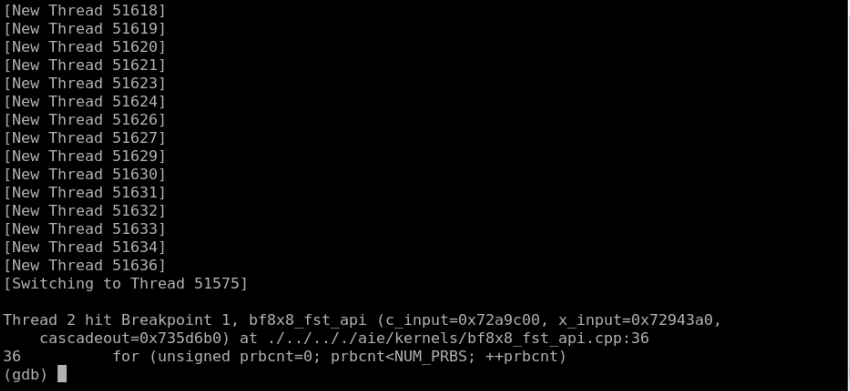 [New Thread 51618]
[New Thread 51619]
[New Thread 51620]
[New Thread 51621]
[New Thread 51623]
[New Thread 51624]
[New Thread 51626]
[New Thread 51627]
[New Thread 51629]
[New Thread 51630]
[New Thread 51631]
[New Thread 51632]
[New Thread 51633]
[New Thread 51634]
[New Thread 51636]
[Switching to Thread 51575]
Thread 2 hit Breakpoint 1, bf8x8_fst_api (c_input=0x72a9c00, x_input=0x72943a0,
    cascadeout=0x735d6b0) at ./../.././aie/kernels/bf8x8_fst_api.cpp:36
36          for (unsigned prbcnt=0; prbcnt<NUM_PRBS; ++prbcnt)
(gdb)